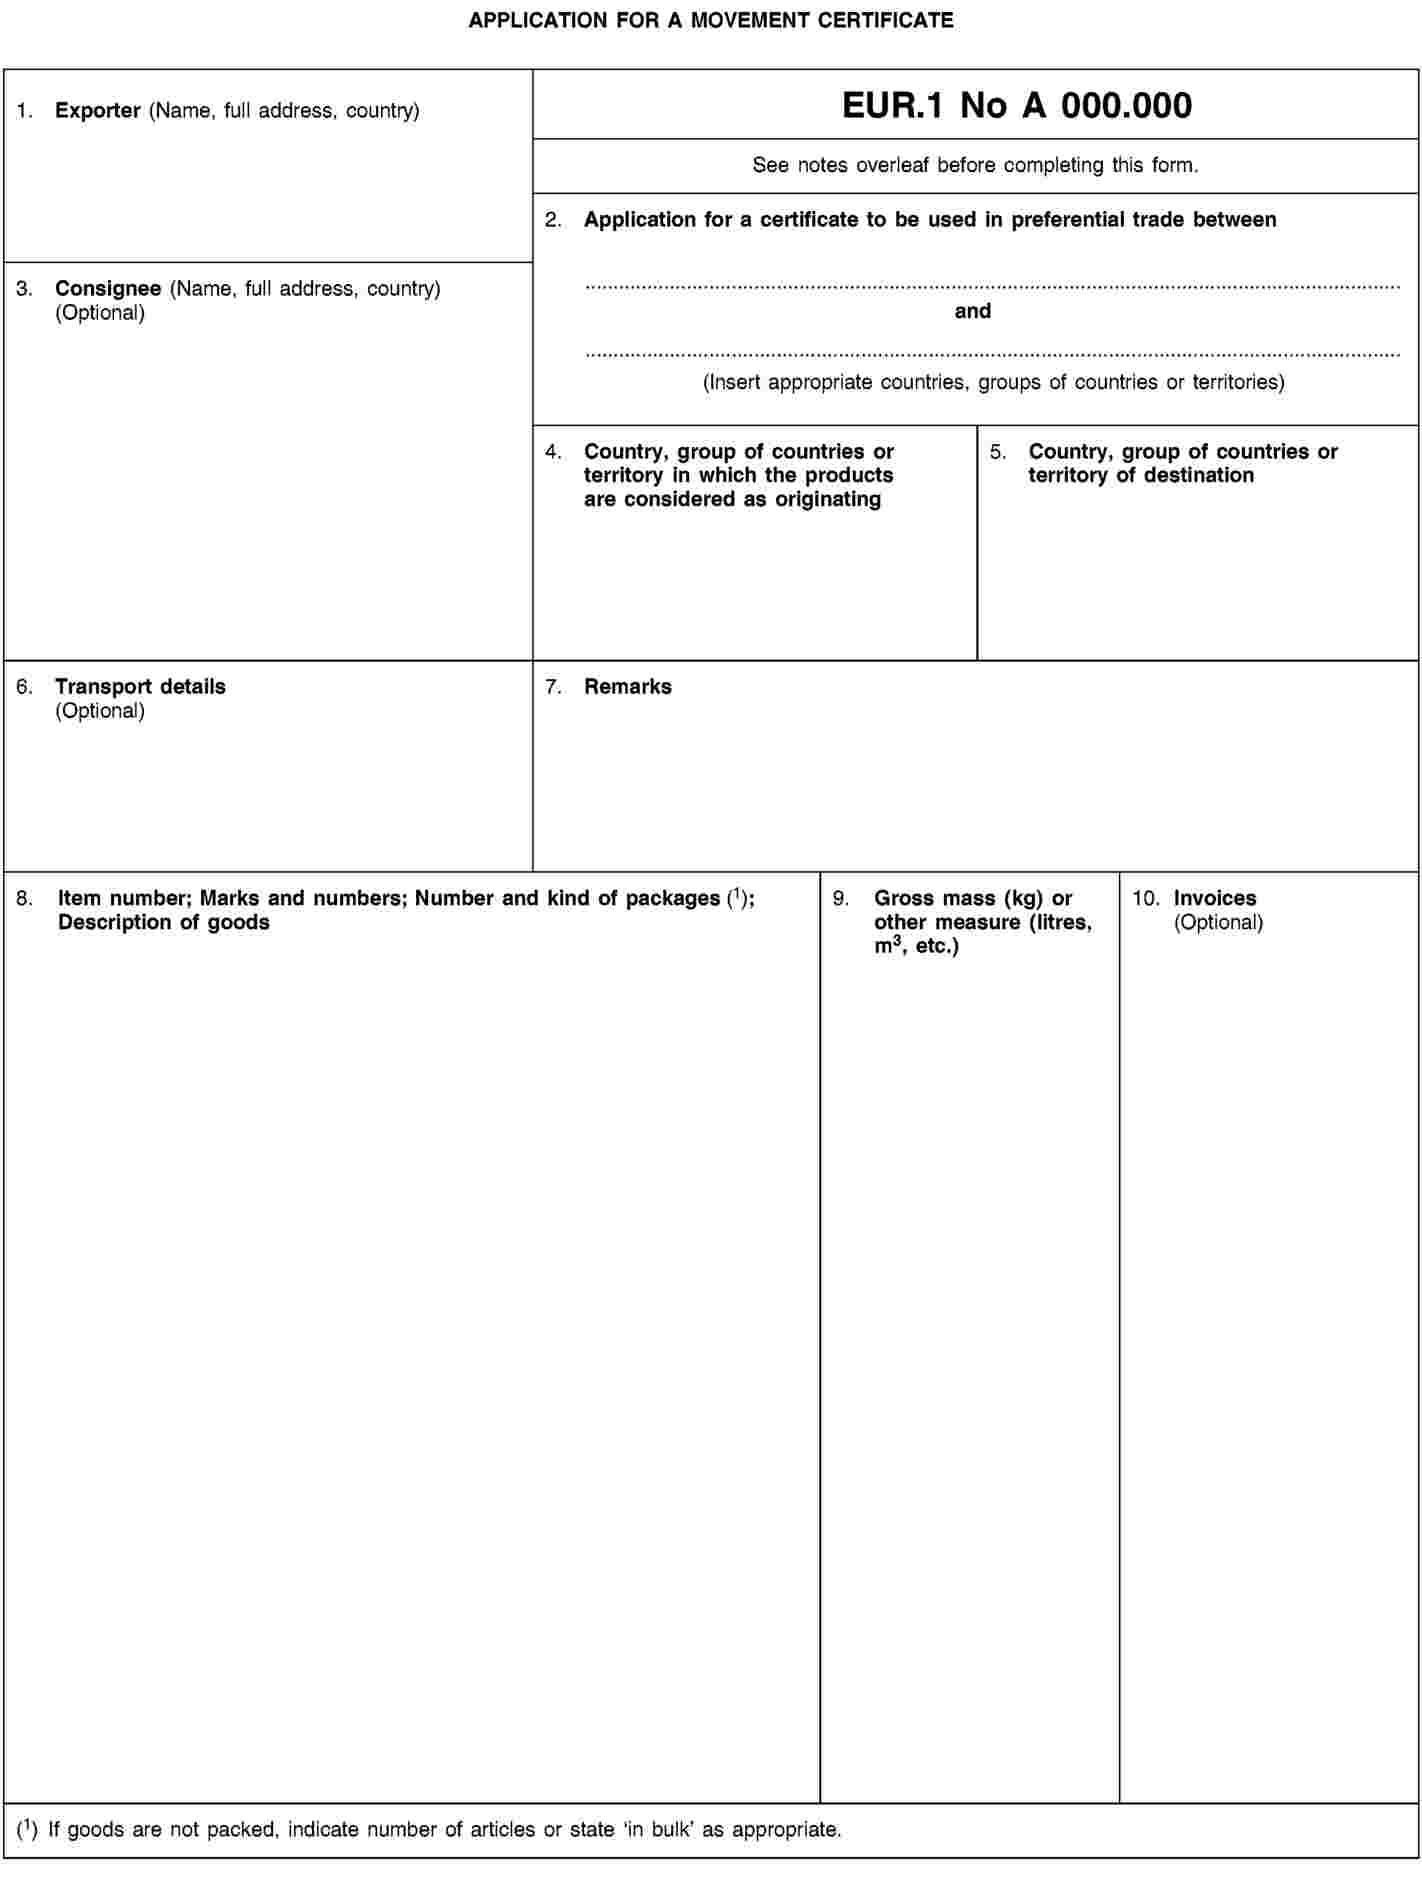 APPLICATION FOR A MOVEMENT CERTIFICATE
1. Exporter (Name, full address, country)
EUR.1 No A 000.000
See notes overleaf before completing this form.
2. Application for a certificate to be used in preferential trade between
and
(Insert appropriate countries, groups of countries or territories)
3. Consignee (Name, full address, country)
(Optional)
4. Country, group of countries or
territory in which the products
are considered as originating
5. Country, group of countries or
territory of destination
6. Transport details
(Optional)
7. Remarks
8. Item number; Marks and numbers; Number and kind of packages (¹);
Description of goods
9. Gross mass (kg) or
other measure (litres,
m³, etc.)
10. Invoices
(Optional)
(¹) If goods are not packed, indicate number of articles or state ‘in bulk’ as appropriate.